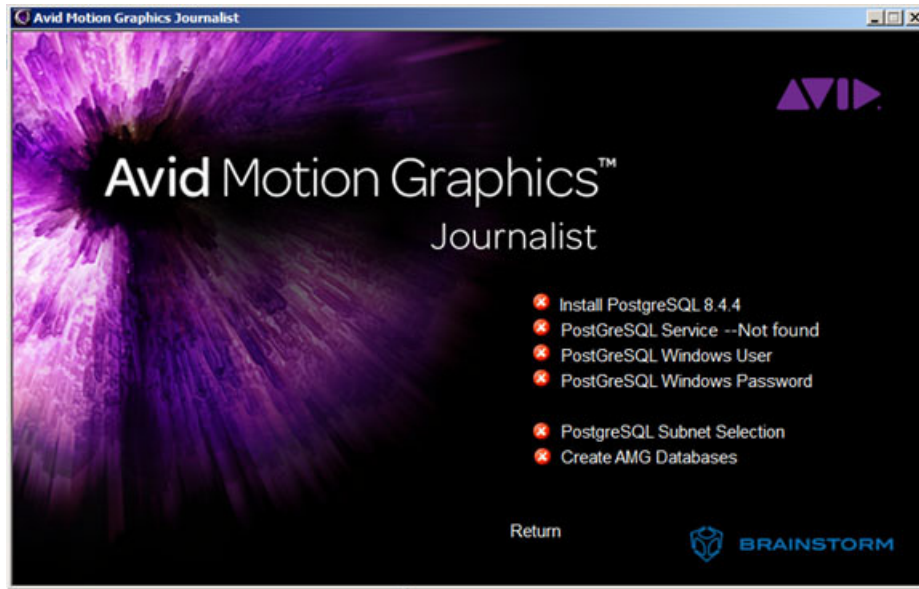 Avid Motion Graphics Journalist
AVID
Avid Motion Graphics™
Journalist
Install PostgreSQL 8.4.4
PostGreSQL Service --Not found
PostGreSQL Windows User
PostGreSQL Windows Password
PostgreSQL Subnet Selection
Create AMG Databases
Return
BRAINSTORM